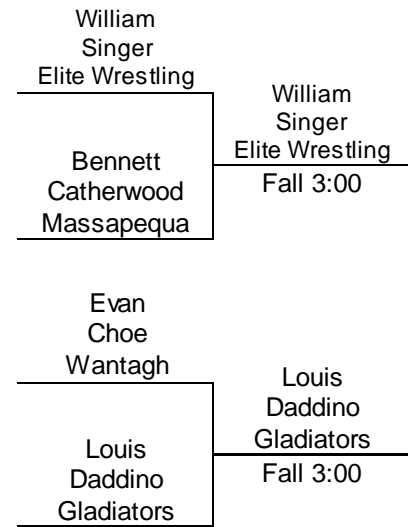 William
Singer
Elite Wrestling
Bennett
Catherwood
Massapequa
William
Singer
Elite Wrestling
Fall 3:00
Evan
Choe
Wantagh
Louis
Daddino
Gladiators
Louis
Daddino
Gladiators
Fall 3:00